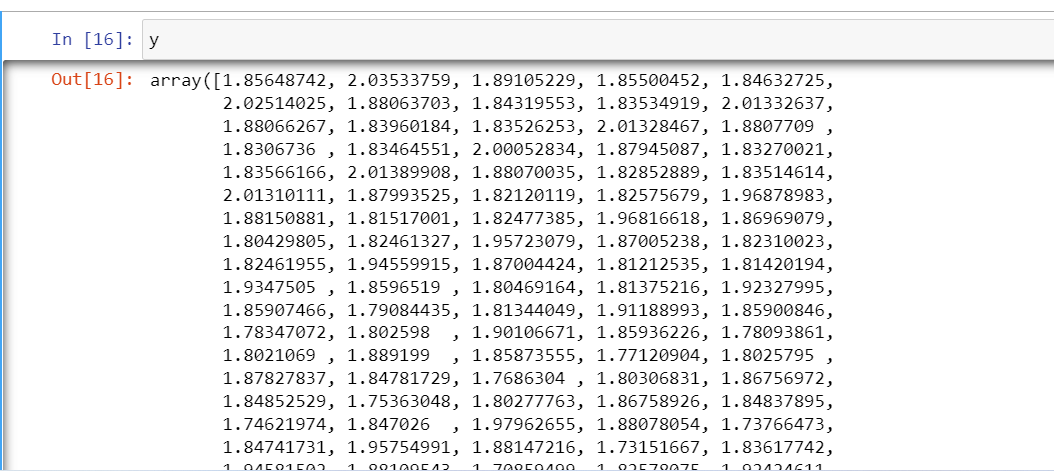 In [16]: y
Out[16]: array([1.85648742, 2.03533759, 1.89105229, 1.85500452, 1.84632725,
2.02514025, 1.88063703, 1.84319553, 1.83534919, 2.01332637,
1.88066267, 1.83960184, 1.83526253, 2.01328467, 1.8807709 ,
1.8306736 , 1.83464551, 2.00052834, 1.87945087, 1.83270021,
1.83566166, 2.01389908, 1.88070035, 1.82852889, 1.83514614,
2.01310111, 1.87993525, 1.82120119, 1.82575679, 1.96878983,
1.88150881, 1.81517001, 1.82477385, 1.96816618, 1.86969079,
1.80429805, 1.82461327, 1.95723079, 1.87005238, 1.82310023,
1.82461955, 1.94559915, 1.87004424, 1.81212535, 1.81420194,
1.9347505 , 1.8596519 , 1.80469164, 1.81375216, 1.92327995,
1.85907466, 1.79084435, 1.81344049, 1.91188993, 1.85900846,
1.78347072, 1.802598  , 1.90106671, 1.85936226, 1.78093861,
1.8021069 , 1.889199  , 1.85873555, 1.77120904, 1.8025795 ,
1.87827837, 1.84781729, 1.7686304 , 1.80306831, 1.86756972,
1.84852529, 1.75363048, 1.80277763, 1.86758926, 1.84837895,
1.74621974, 1.847026  , 1.97962655, 1.88078054, 1.73766473,
1.84741731, 1.95754991, 1.88147216, 1.73151667, 1.83617742,